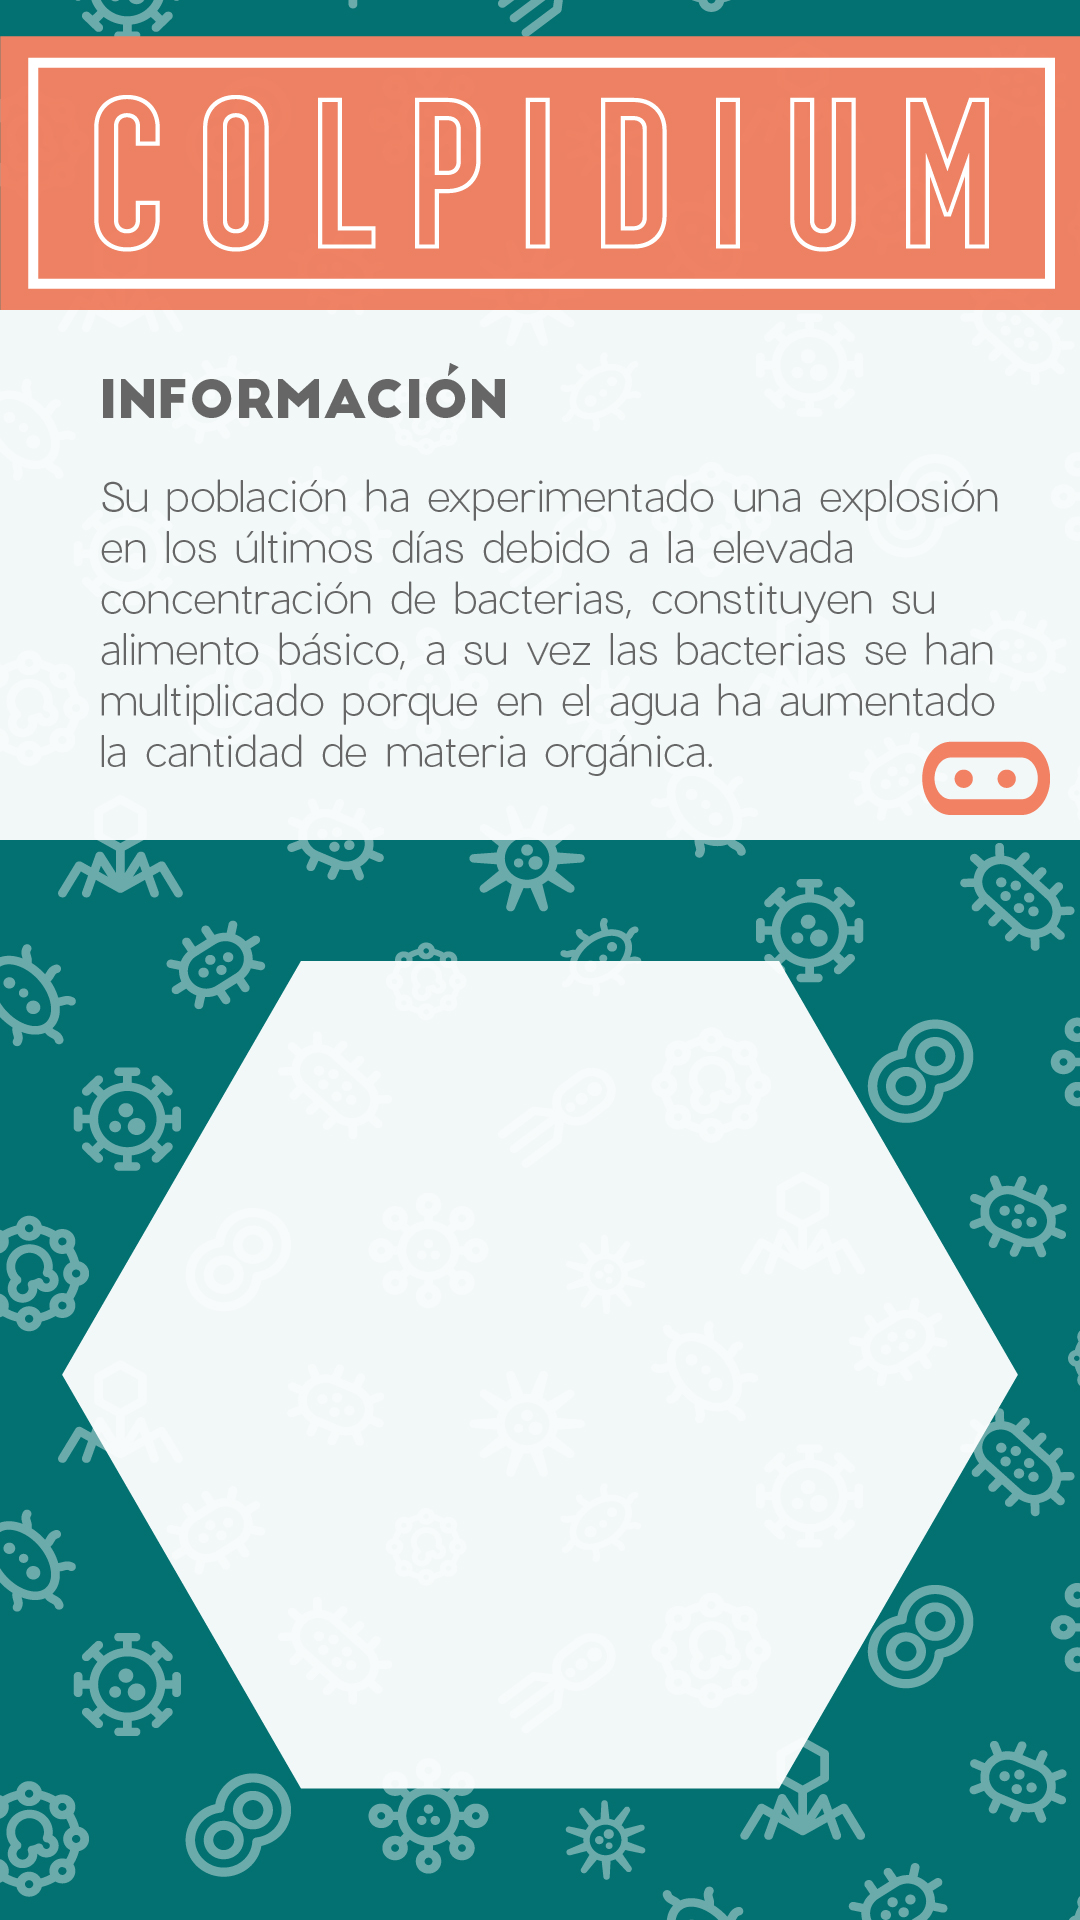 COLPIDIUM
INFORMACIÓN
Su población ha experimentado una explosión
en los últimos días debido a la elevada
concentración de bacterias, constituyen su
alimento básico, a su vez las bacterias se han
multiplicado porque en el agua ha aumentado
la cantidad de materia orgánica.